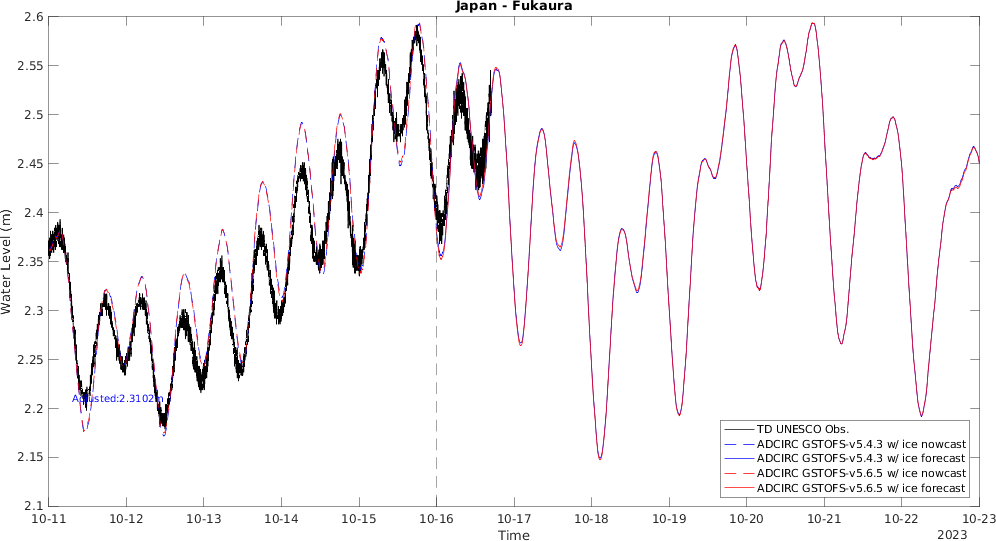 Japan - Fukaura
2.6
2.55
2.5
2.45
2.4
2.35
2.3
2.25
2.2
2.15
2.1
Water Level (m)
Adjusted:2.3102m
TD UNESCO Obs.
ADCIRC GSTOFS-v5.4.3 w/ ice nowcast
ADCIRC GSTOFS-v5.4.3 w/ ice forecast
ADCIRC GSTOFS-v5.6.5 w/ ice nowcast
ADCIRC GSTOFS-v5.6.5 w/ ice forecast
10-11 10-12 10-13 10-14 10-15 10-16 10-17 10-18 10-19 10-20 10-21 10-22 10-23
Time
2023